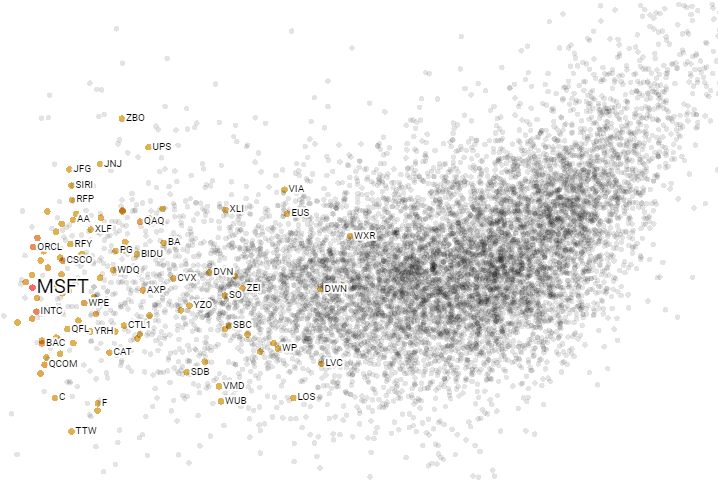 ZBO
UPS
JNJ
JFG
SIRI
VIA
RFP
XLI
EUS
AA
QAQ
XLF
WXR
BA
RFY
ORCL
PG
BIDU
CSCO
WDQ
DVN
CVX
MSFT
ZEI
DWN
AXP
SO
WPE
YZO
INTC
CTL1
SBC
QFL
YRH
BAC
WP
CAT
LVC
QCOM
SDB
VMD
C
LOS
WUB
F
TTW